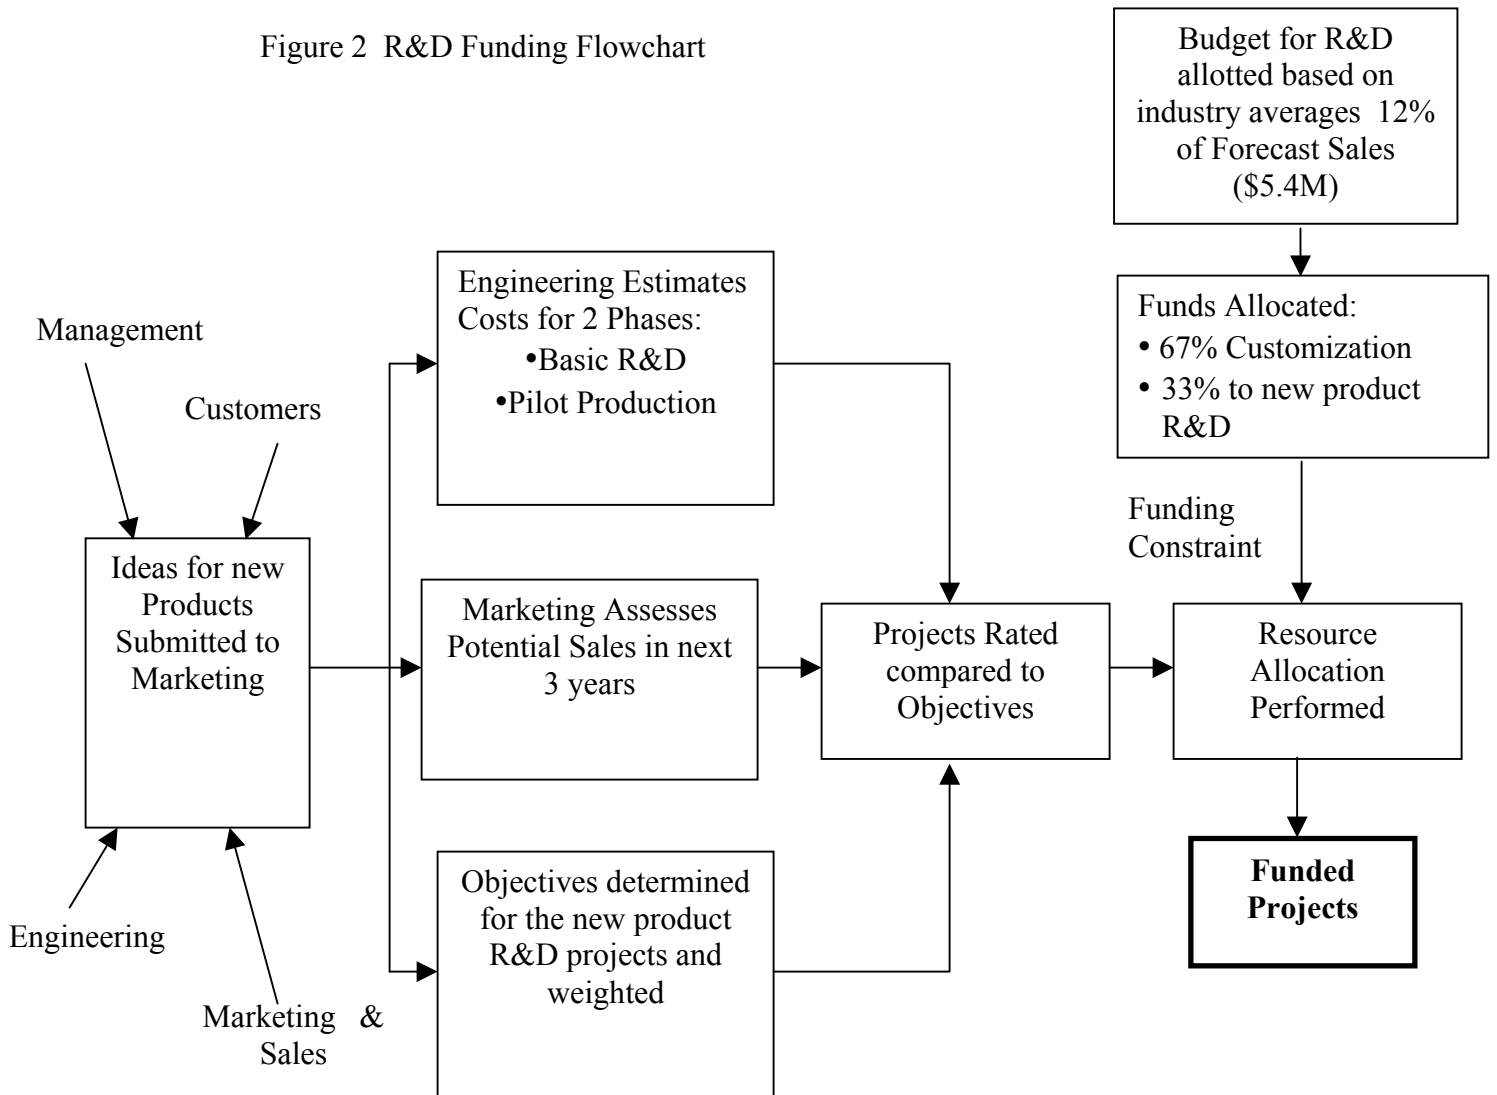 Figure 2 R&D Funding Flowchart
Budget for R&D
allotted based on
industry averages 12%
of Forecast Sales
($5.4M)
Engineering Estimates
Costs for 2 Phases:
•Basic R&D
•Pilot Production
Funds Allocated:
• 67% Customization
• 33% to new product
R&D
Management
Customers
Funding
Constraint
Ideas for new
Products
Submitted to
Marketing
Marketing Assesses
Potential Sales in next
3 years
Projects Rated
compared to
Objectives
Resource
Allocation
Performed
Objectives determined
for the new product
R&D projects and
weighted
Funded
Projects
Engineering
Marketing &
Sales